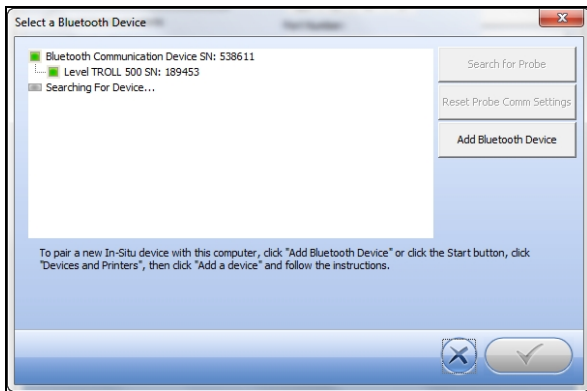 Select a Bluetooth Device
Bluetooth Communication Device SN: 538611
Level TROLL 500 SN: 189453
Searching For Device...
Search for Probe
Reset Probe Comm Settings
Add Bluetooth Device
To pair a new In-Situ device with this computer, click "Add Bluetooth Device" or click the Start button, click
"Devices and Printers", then click "Add a device" and follow the instructions.